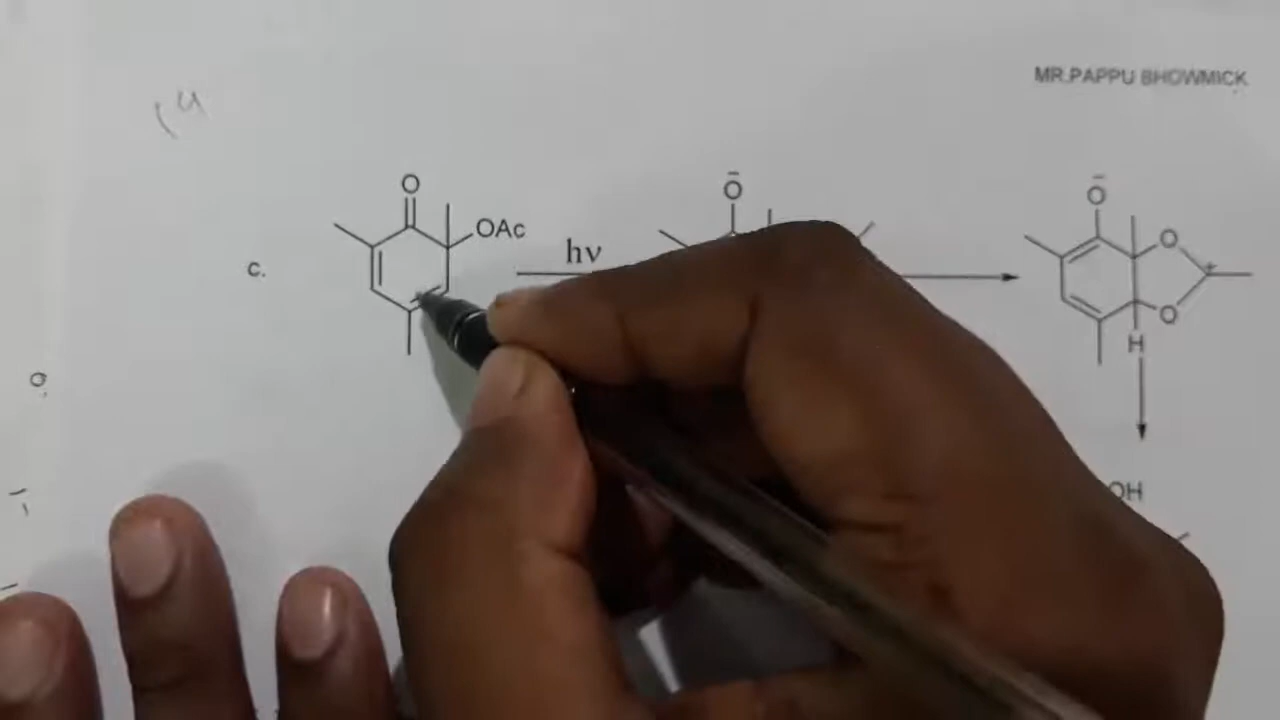 MR.PAPPU BHOWMICK
O
OAc
c.
hν
Ō
Ō
O
O
+
H
OH